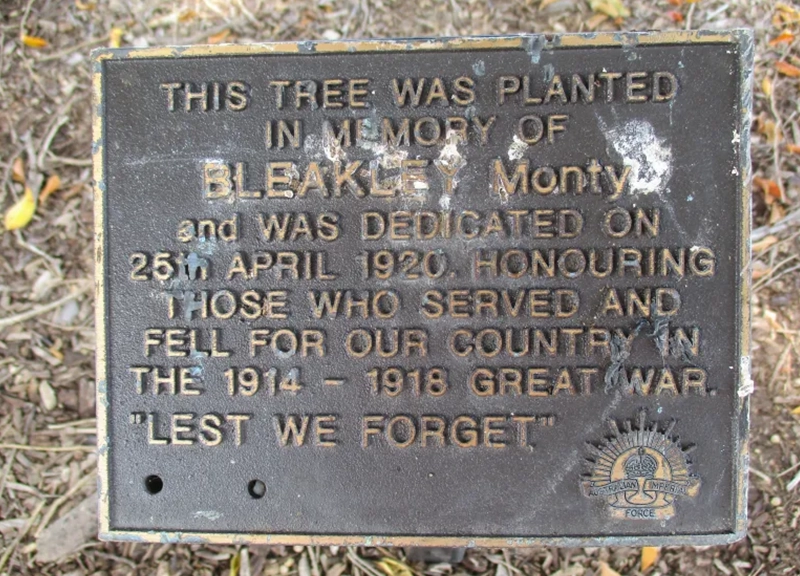 THIS TREE WAS PLANTED
IN MEMORY OF
BLEAKLEY Monty
and WAS DEDICATED ON
25th APRIL 1920. HONOURING
THOSE WHO SERVED AND
FELL FOR OUR COUNTRY IN
THE 1914 - 1918 GREAT WAR.
"LEST WE FORGET"
AUSTRALIAN IMPERIAL
FORCE